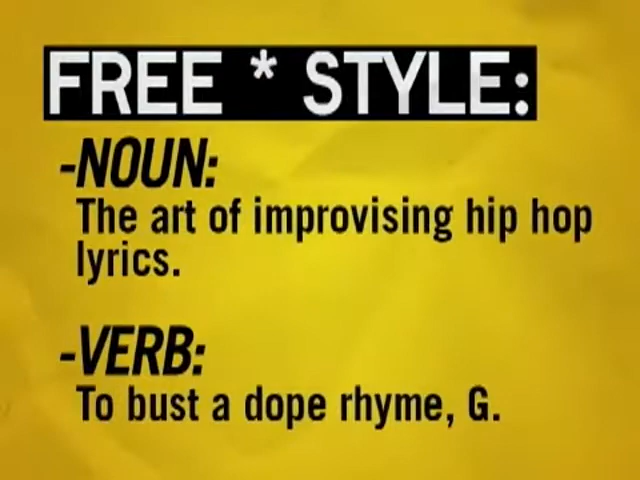 FREE * STYLE:
-NOUN:
The art of improvising hip hop
lyrics.
-VERB:
To bust a dope rhyme, G.